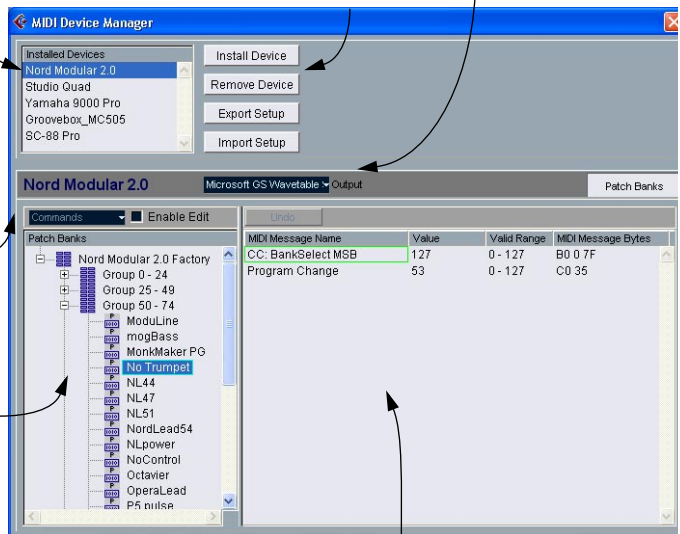 MIDI Device Manager
Installed Devices
Nord Modular 2.0
Studio Quad
Yamaha 9000 Pro
Groovebox_MC505
SC-88 Pro
Install Device
Remove Device
Export Setup
Import Setup
Nord Modular 2.0
Microsoft GS Wavetable Output
Patch Banks
Commands
Enable Edit
Undo
Patch Banks
Nord Modular 2.0 Factory
Group 0 - 24
Group 25 - 49
Group 50 - 74
ModuLine
mogBass
MonkMaker PG
No Trumpet
NL44
NL47
NL51
NordLead54
NLpower
NoControl
Octavier
OperaLead
P5 pulse
MIDI Message Name Value Valid Range MIDI Message Bytes
CC: BankSelect MSB 127 0 - 127 B0 0 7F
Program Change 53 0 - 127 C0 35